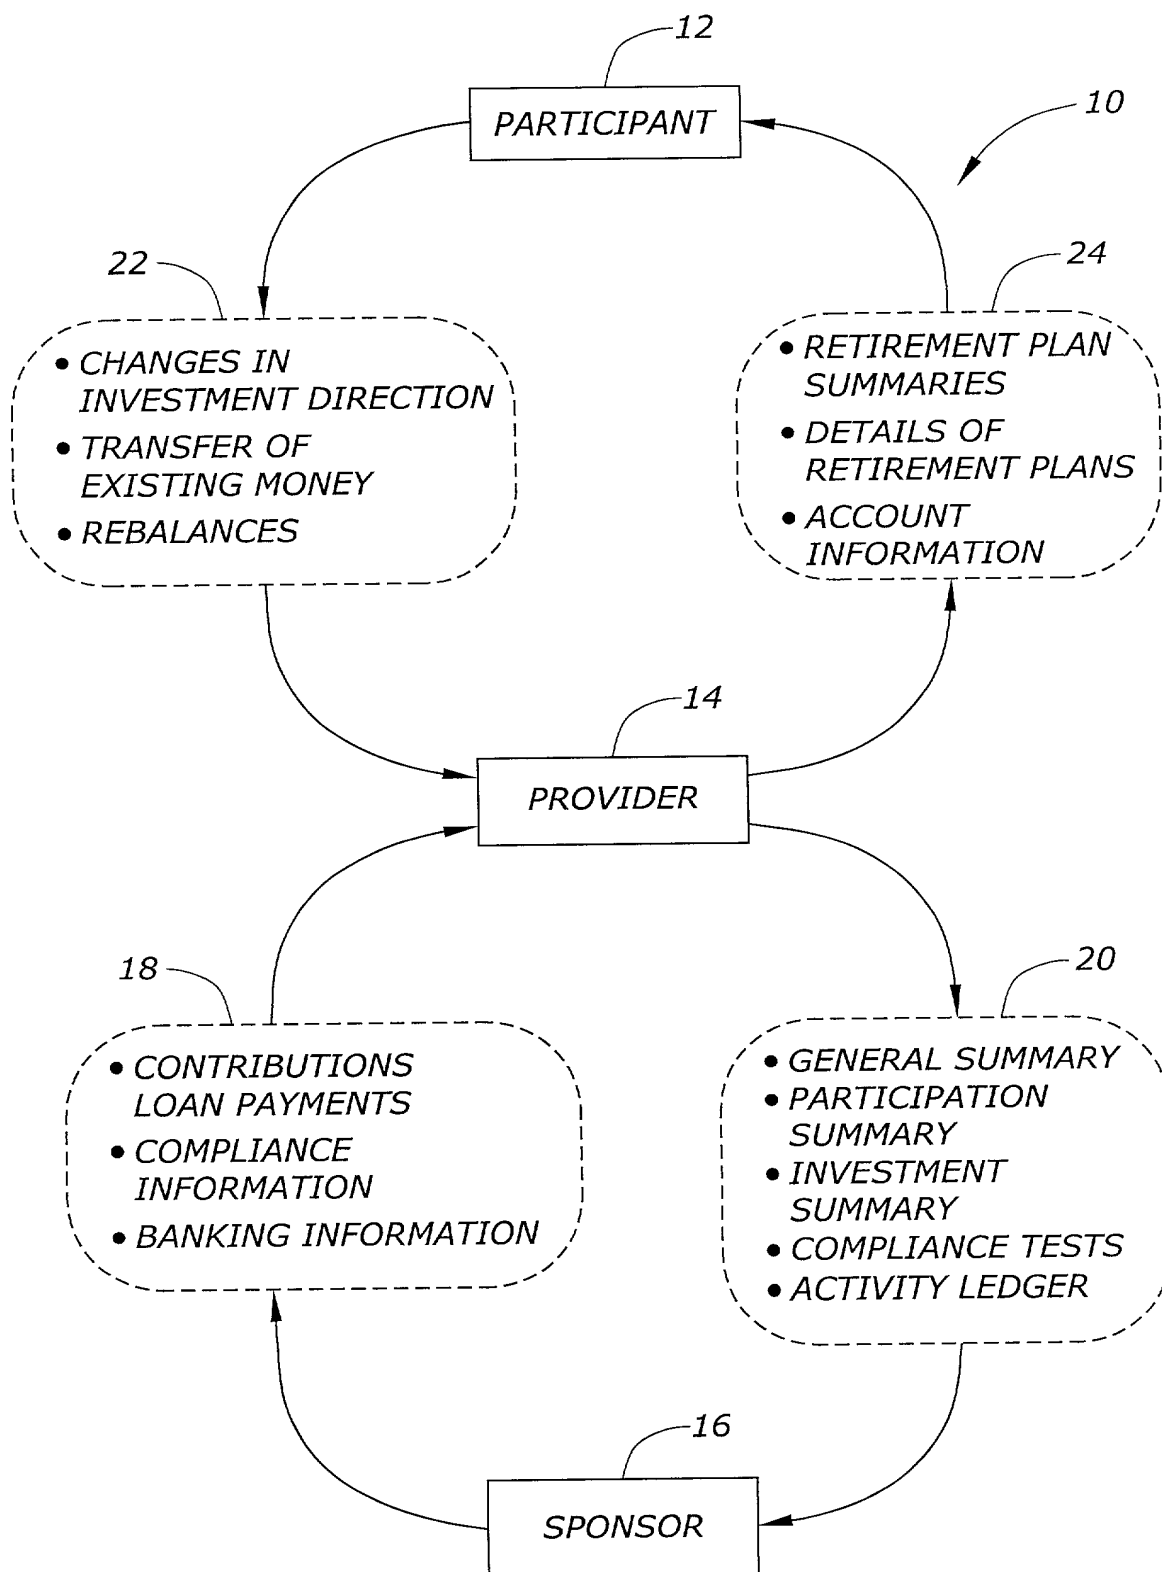 12
PARTICIPANT
10
22
• CHANGES IN
INVESTMENT DIRECTION
• TRANSFER OF
EXISTING MONEY
• REBALANCES
24
• RETIREMENT PLAN
SUMMARIES
• DETAILS OF
RETIREMENT PLANS
• ACCOUNT
INFORMATION
14
PROVIDER
18
• CONTRIBUTIONS
LOAN PAYMENTS
• COMPLIANCE
INFORMATION
• BANKING INFORMATION
20
• GENERAL SUMMARY
• PARTICIPATION
SUMMARY
• INVESTMENT
SUMMARY
• COMPLIANCE TESTS
• ACTIVITY LEDGER
16
SPONSOR